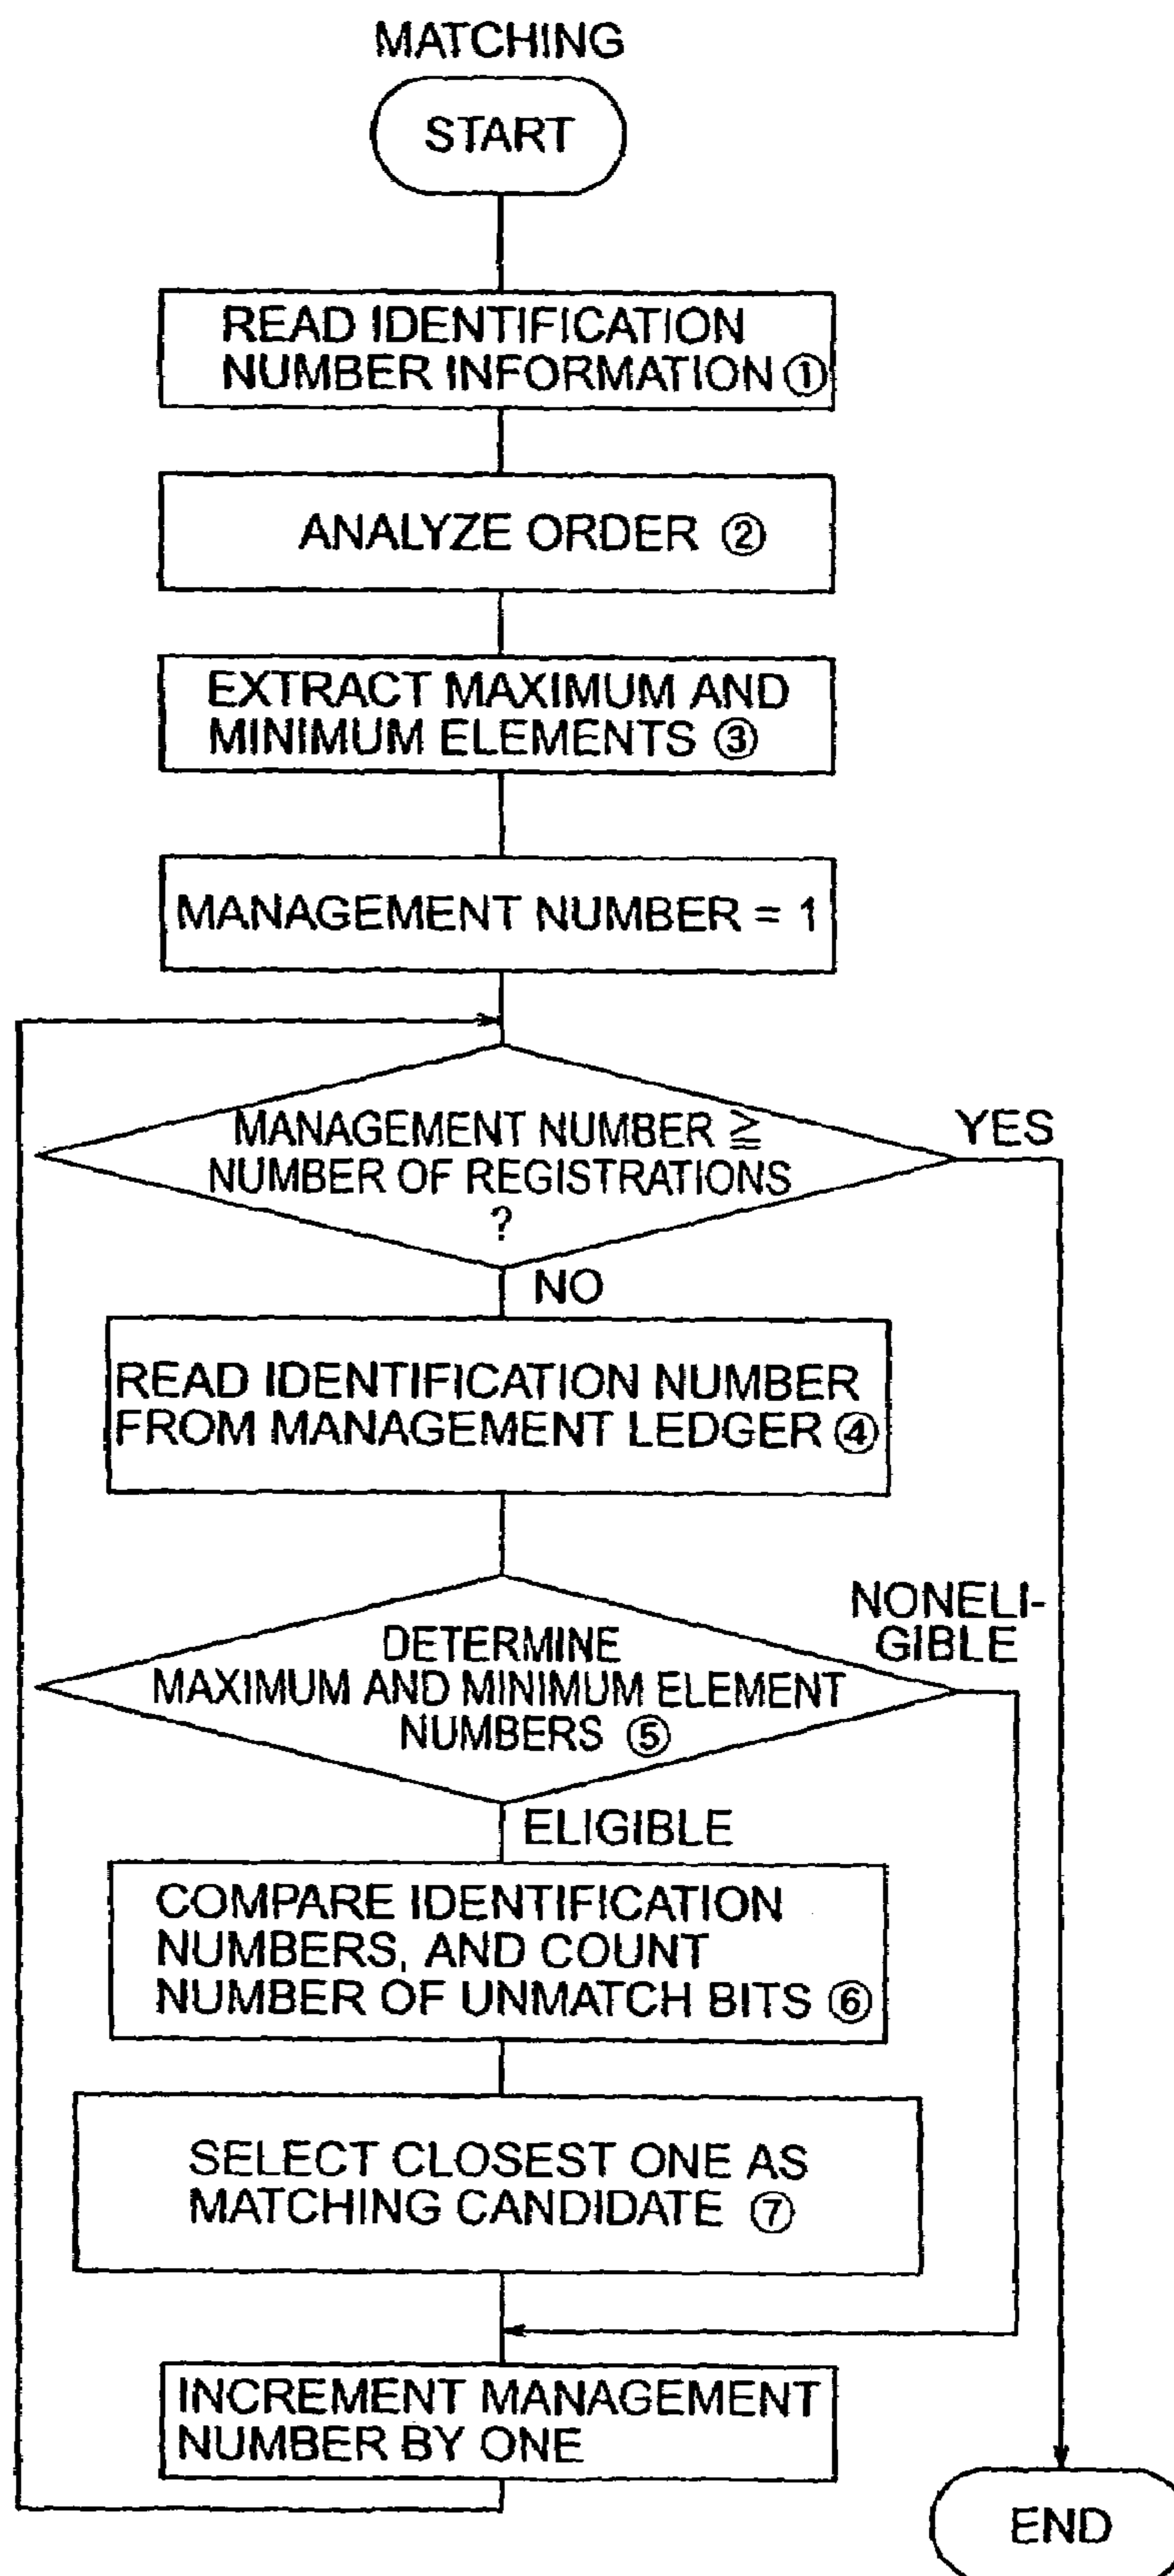 MATCHING
START
READ IDENTIFICATION
NUMBER INFORMATION ①
ANALYZE ORDER ②
EXTRACT MAXIMUM AND
MINIMUM ELEMENTS ③
MANAGEMENT NUMBER = 1
MANAGEMENT NUMBER ≧
NUMBER OF REGISTRATIONS
?
YES
NO
READ IDENTIFICATION NUMBER
FROM MANAGEMENT LEDGER ④
DETERMINE
MAXIMUM AND MINIMUM ELEMENT
NUMBERS ⑤
NONELI-
GIBLE
ELIGIBLE
COMPARE IDENTIFICATION
NUMBERS, AND COUNT
NUMBER OF UNMATCH BITS ⑥
SELECT CLOSEST ONE AS
MATCHING CANDIDATE ⑦
INCREMENT MANAGEMENT
NUMBER BY ONE
END